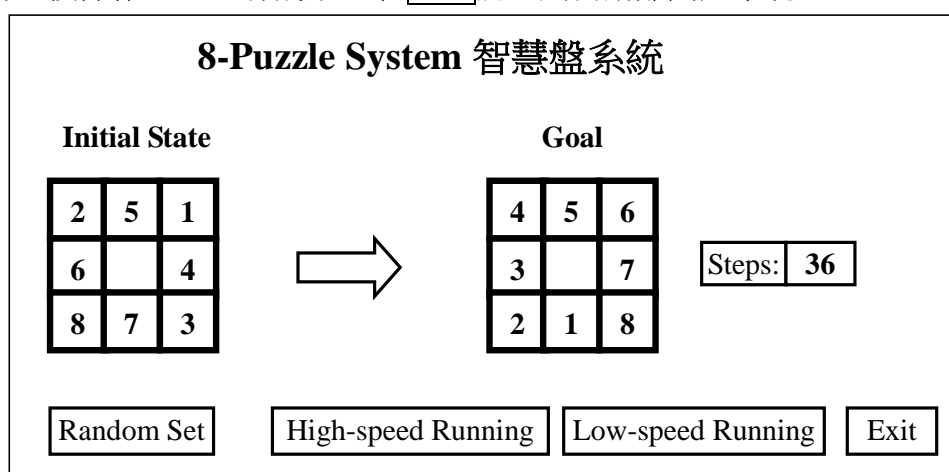 8-Puzzle System 智慧盤系統
Initial State
Goal
2 5 1
6 4
8 7 3
4 5 6
3 7
2 1 8
Steps: 36
Random Set
High-speed Running
Low-speed Running
Exit